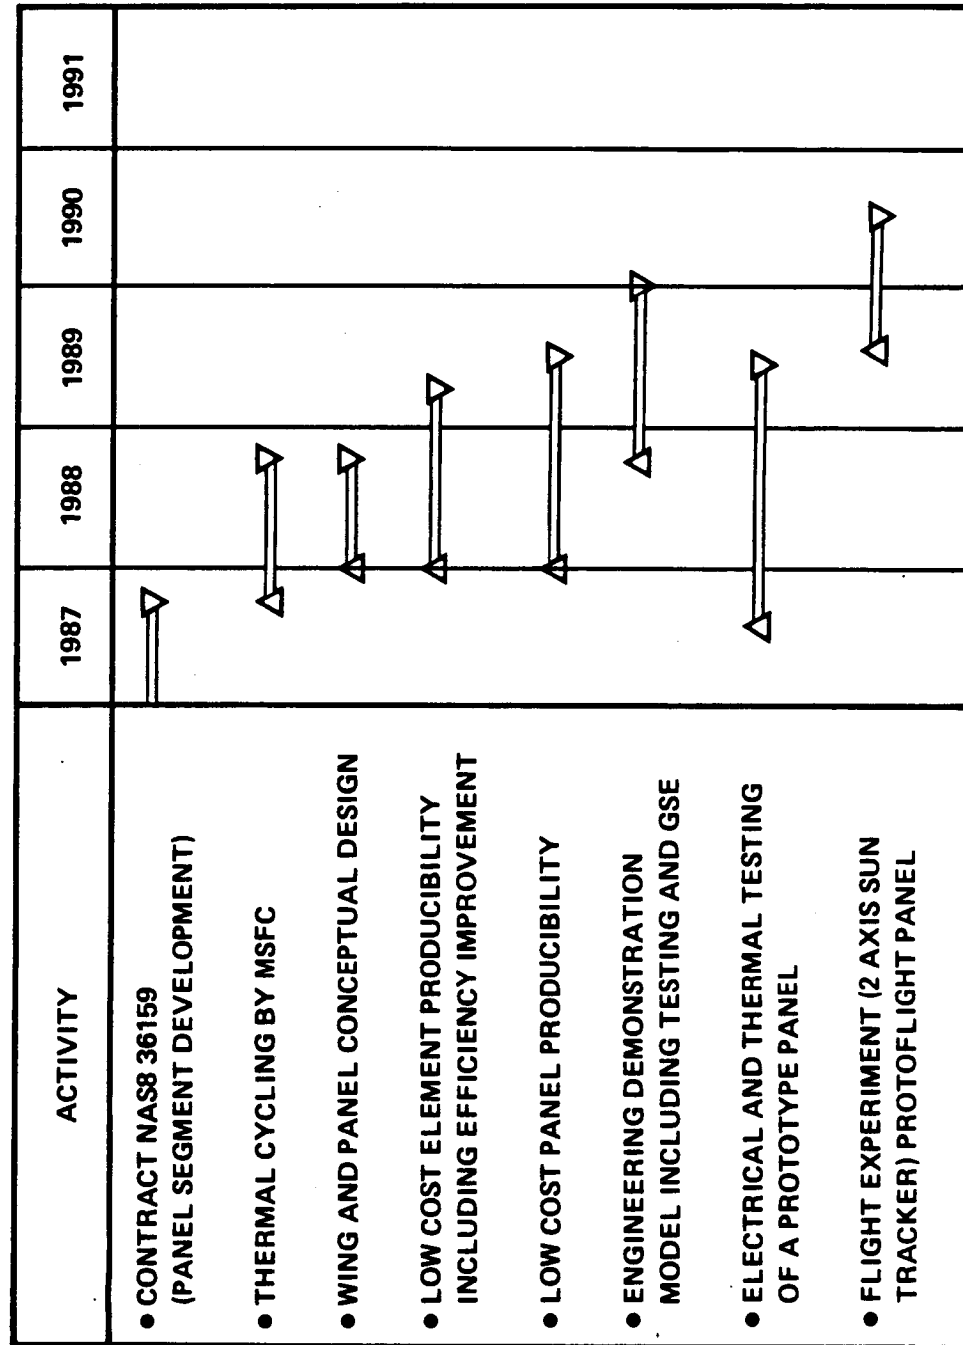 ACTIVITY
1987
1988
1989
1990
1991
● CONTRACT NAS8 36159
(PANEL SEGMENT DEVELOPMENT)
● THERMAL CYCLING BY MSFC
● WING AND PANEL CONCEPTUAL DESIGN
● LOW COST ELEMENT PRODUCIBILITY
INCLUDING EFFICIENCY IMPROVEMENT
● LOW COST PANEL PRODUCIBILITY
● ENGINEERING DEMONSTRATION
MODEL INCLUDING TESTING AND GSE
● ELECTRICAL AND THERMAL TESTING
OF A PROTOTYPE PANEL
● FLIGHT EXPERIMENT (2 AXIS SUN
TRACKER) PROTOFLIGHT PANEL